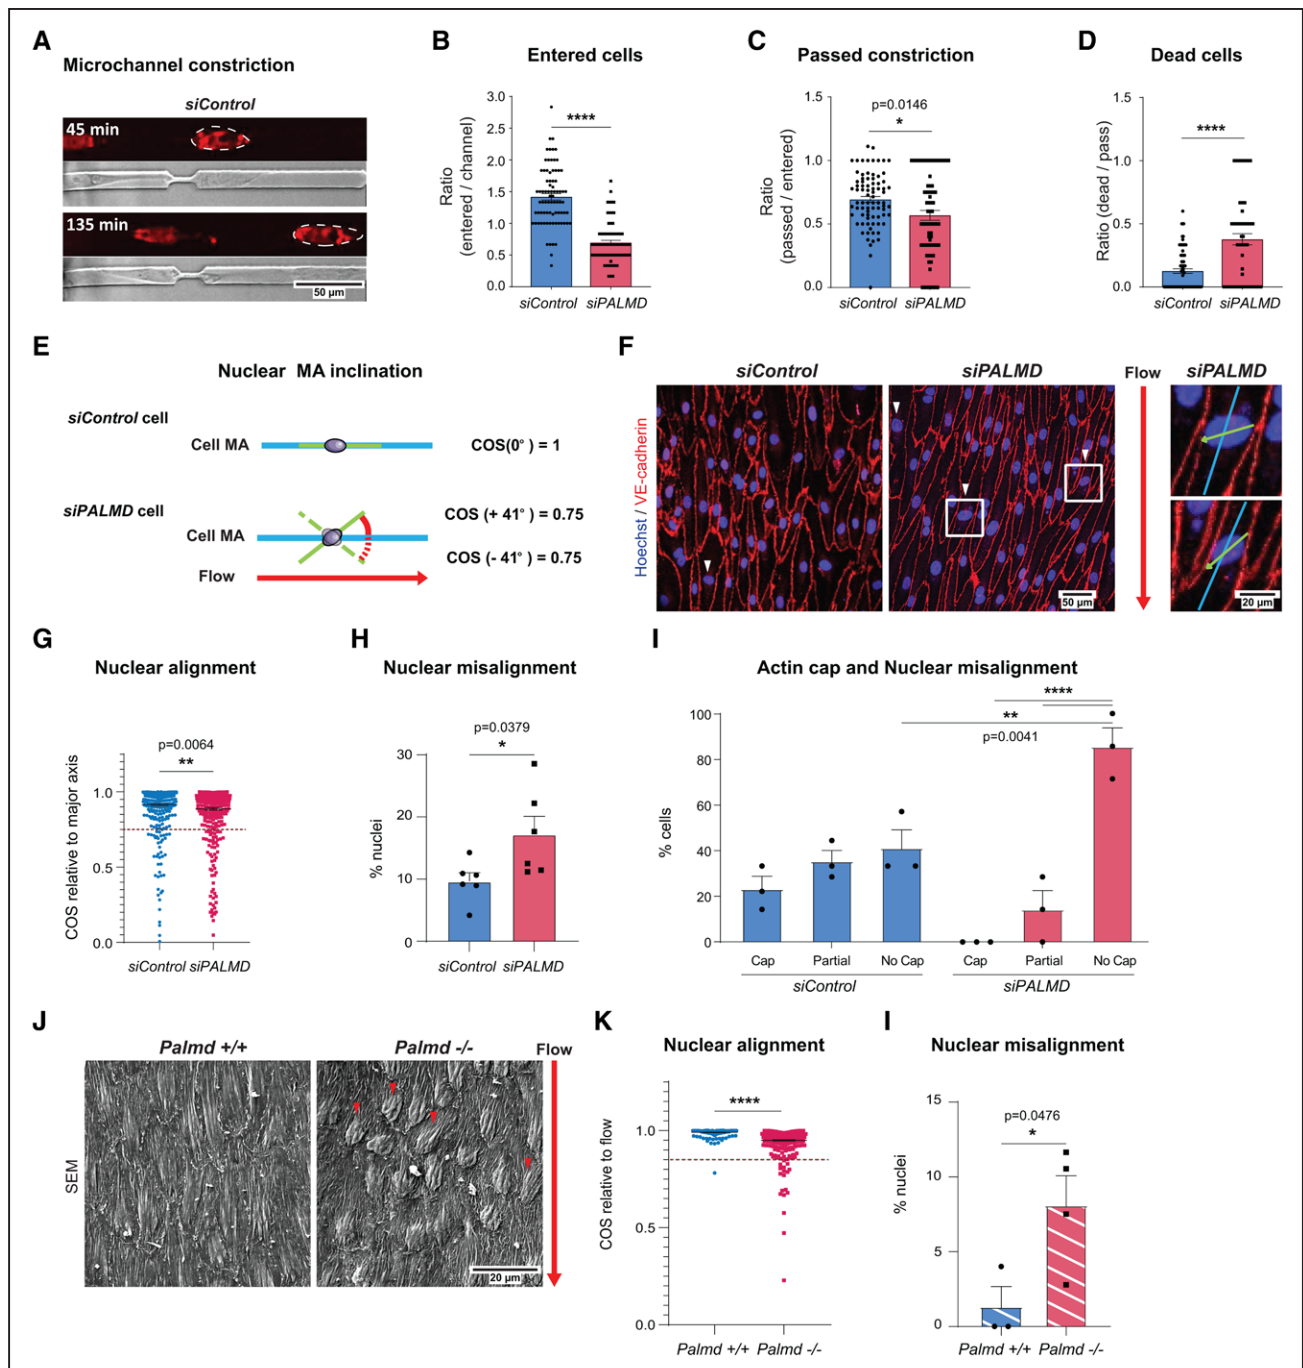 A
Microchannel constriction
siControl
45 min
135 min
50 µm
B
Entered cells
Ratio
(entered / channel)
3.0
2.5
2.0
1.5
1.0
0.5
0.0
****
siControl siPALMD
C
Passed constriction
Ratio
(passed / entered)
1.5
1.0
0.5
0.0
p=0.0146
*
siControl siPALMD
D
Dead cells
Ratio (dead / pass)
1.5
1.0
0.5
0.0
****
siControl siPALMD
E
Nuclear MA inclination
siControl cell
Cell MA
COS(0°) = 1
siPALMD cell
COS (+ 41°) = 0.75
Cell MA
COS (- 41°) = 0.75
Flow
F
siControl
siPALMD
Flow
siPALMD
Hoechst / VE-cadherin
50 µm
20 µm
G
Nuclear alignment
COS relative to major axis
p=0.0064
**
1.0
0.5
0.0
siControl siPALMD
H
Nuclear misalignment
% nuclei
p=0.0379
*
30
20
10
0
siControl siPALMD
I
Actin cap and Nuclear misalignment
% cells
****
**
p=0.0041
100
80
60
40
20
0
Cap Partial No Cap Cap Partial No Cap
siControl siPALMD
J
Palmd +/+
Palmd -/-
Flow
SEM
20 µm
K
Nuclear alignment
COS relative to flow
****
1.0
0.5
0.0
Palmd +/+ Palmd -/-
I
Nuclear misalignment
% nuclei
15
10
5
0
p=0.0476
*
Palmd +/+ Palmd -/-